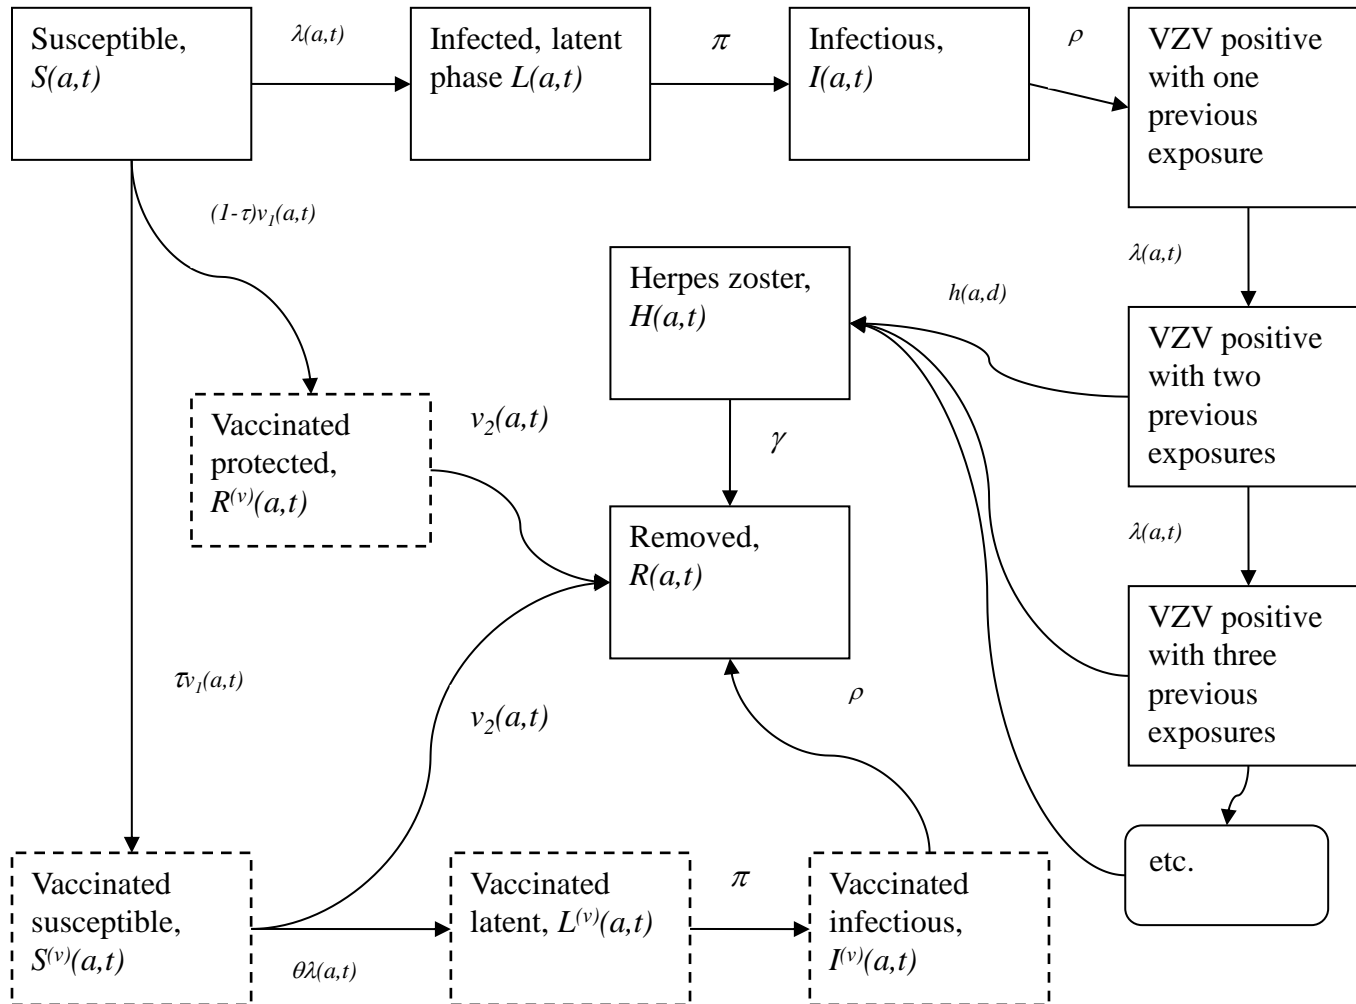 Susceptible,
S(a,t)
λ(a,t)
Infected, latent
phase L(a,t)
π
Infectious,
I(a,t)
ρ
VZV positive
with one
previous
exposure
(1-τ)v₁(a,t)
λ(a,t)
Herpes zoster,
H(a,t)
h(a,d)
VZV positive
with two
previous
exposures
Vaccinated
protected,
R⁽ᵛ⁾(a,t)
v₂(a,t)
γ
Removed,
R(a,t)
λ(a,t)
VZV positive
with three
previous
exposures
τv₁(a,t)
v₂(a,t)
ρ
etc.
Vaccinated
susceptible,
S⁽ᵛ⁾(a,t)
θλ(a,t)
Vaccinated
latent, L⁽ᵛ⁾(a,t)
π
Vaccinated
infectious,
I⁽ᵛ⁾(a,t)